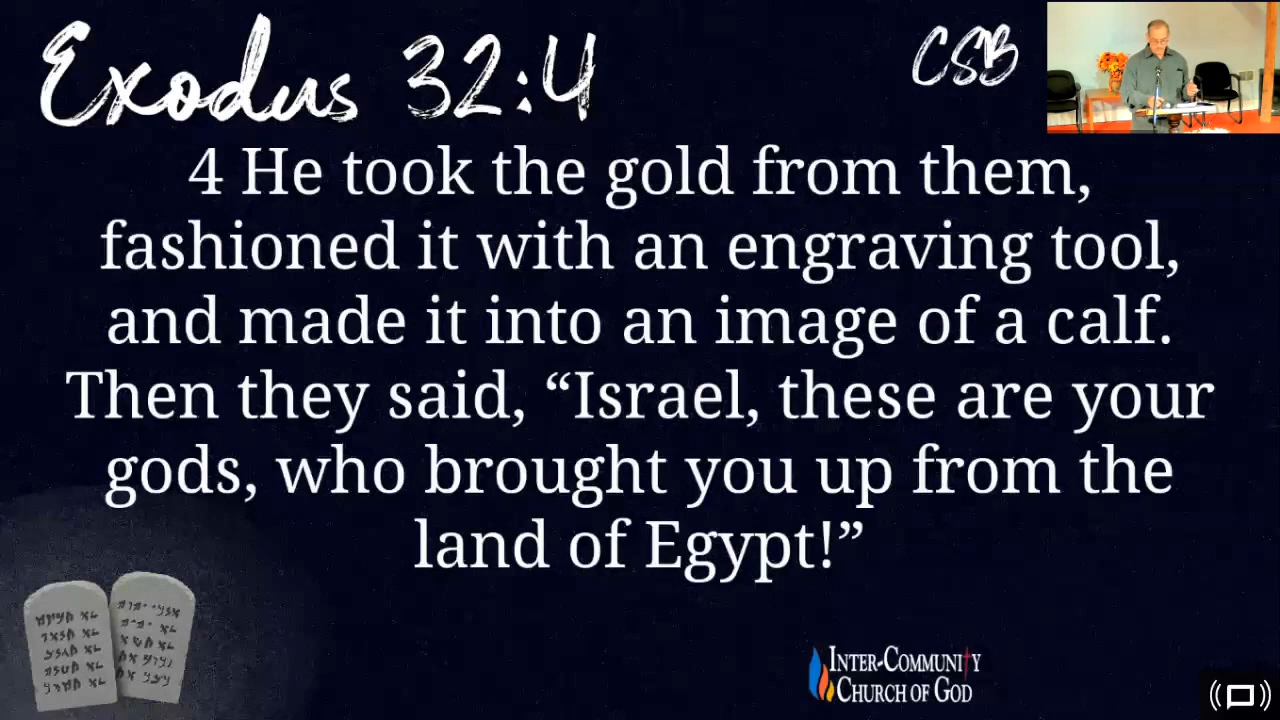 Exodus 32:4
CSB
4 He took the gold from them,
fashioned it with an engraving tool,
and made it into an image of a calf.
Then they said, “Israel, these are your
gods, who brought you up from the
land of Egypt!”
INTER-COMMUNITY
CHURCH OF GOD